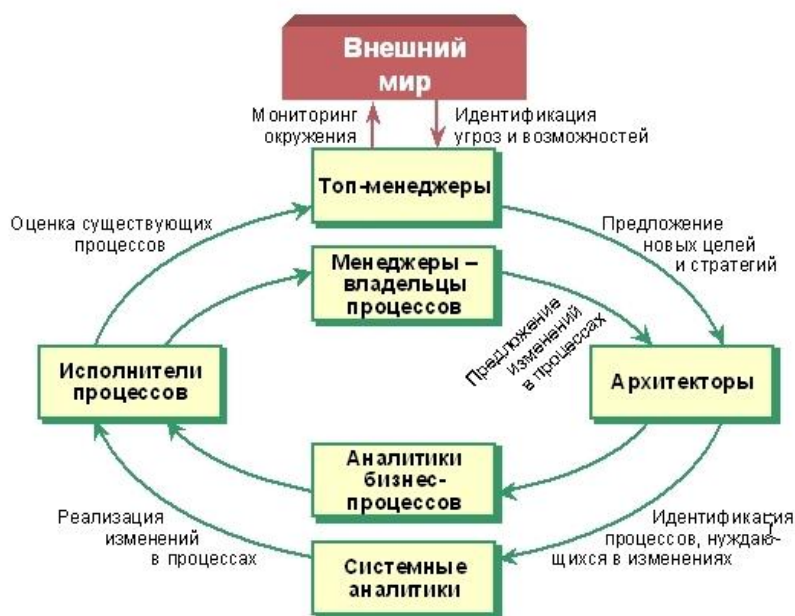 Внешний
мир
Мониторинг
окружения
Идентификация
угроз и возможностей
Топ-менеджеры
Оценка существующих
процессов
Предложение
новых целей
и стратегий
Менеджеры –
владельцы
процессов
Предложение
изменений
в процессах
Исполнители
процессов
Архитекторы
Аналитики
бизнес-
процессов
Реализация
изменений
в процессах
Идентификация
процессов, нуждаю-
щихся в изменениях
Системные
аналитики